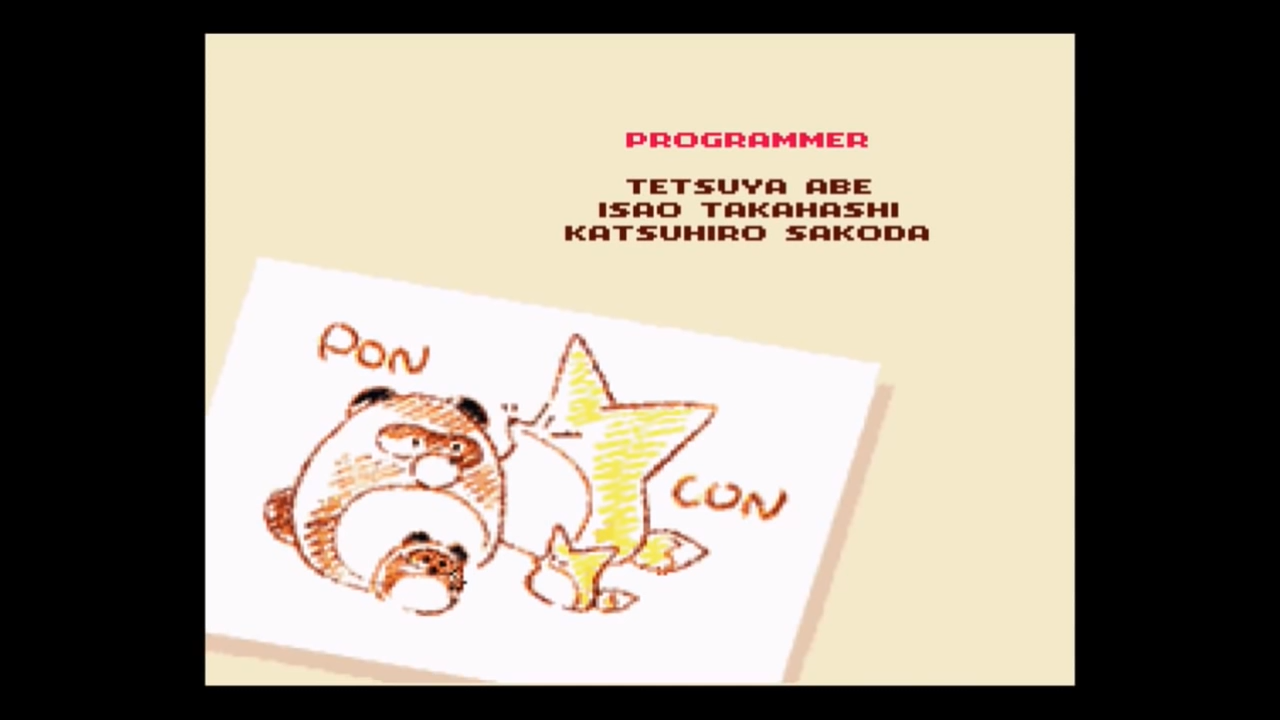 PROGRAMMER
TETSUYA ABE
ISAO TAKAHASHI
KATSUHIRO SAKODA
PON
CON